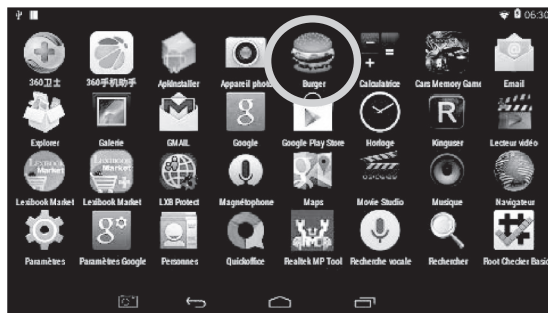 06:30
360卫士 360手机助手 ApkInstaller Appareil photo Burger Calculatrice Cars Memory Game Email
Explorer Galerie GMAIL Google Google Play Store Horloge Kinguser Lecteur vidéo
Lexibook Market Lexibook Market LXB Protect Magnétophone Maps Movie Studio Musique Navigateur
Paramètres Paramètres Google Personnes Quickoffice Realtek MP Tool Recherche vocale Rechercher Root Checker Basic